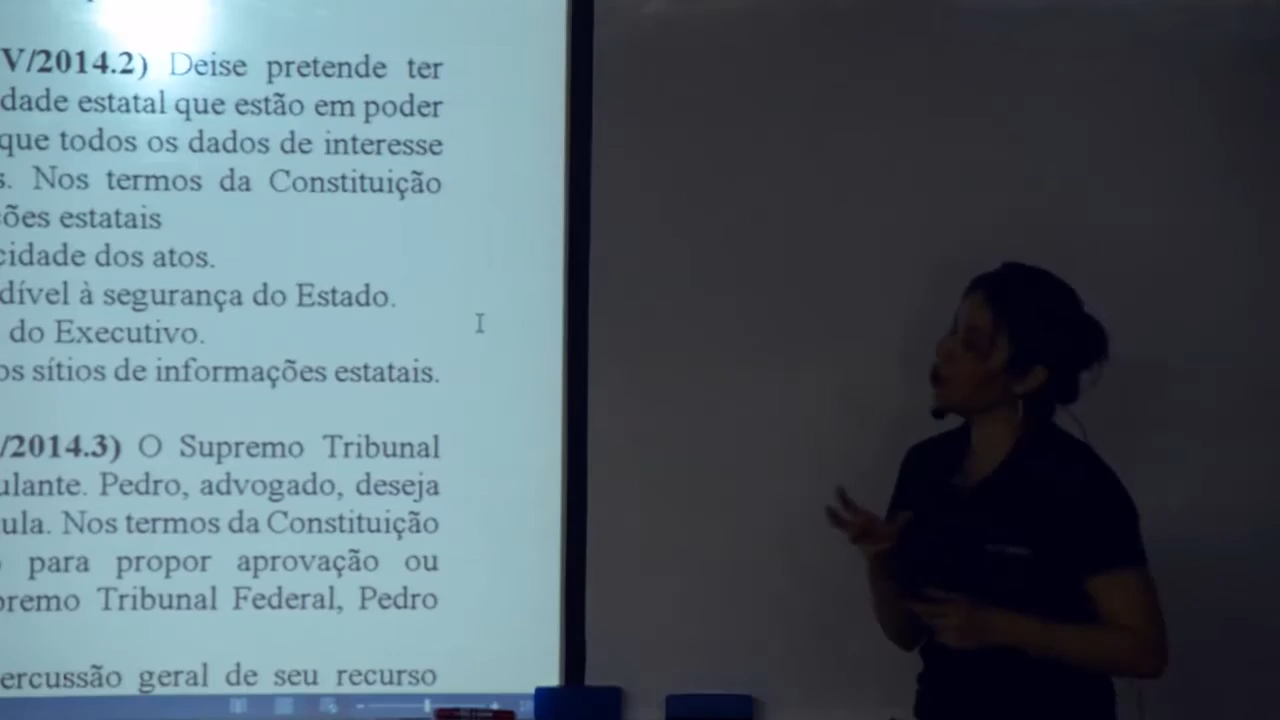 V/2014.2) Deise pretende ter
dade estatal que estão em poder
que todos os dados de interesse
s. Nos termos da Constituição
ões estatais
cidade dos atos.
dível à segurança do Estado.
do Executivo.
os sítios de informações estatais.
/2014.3) O Supremo Tribunal
ulante. Pedro, advogado, deseja
ula. Nos termos da Constituição
para propor aprovação ou
premo Tribunal Federal, Pedro
ercussão geral de seu recurso